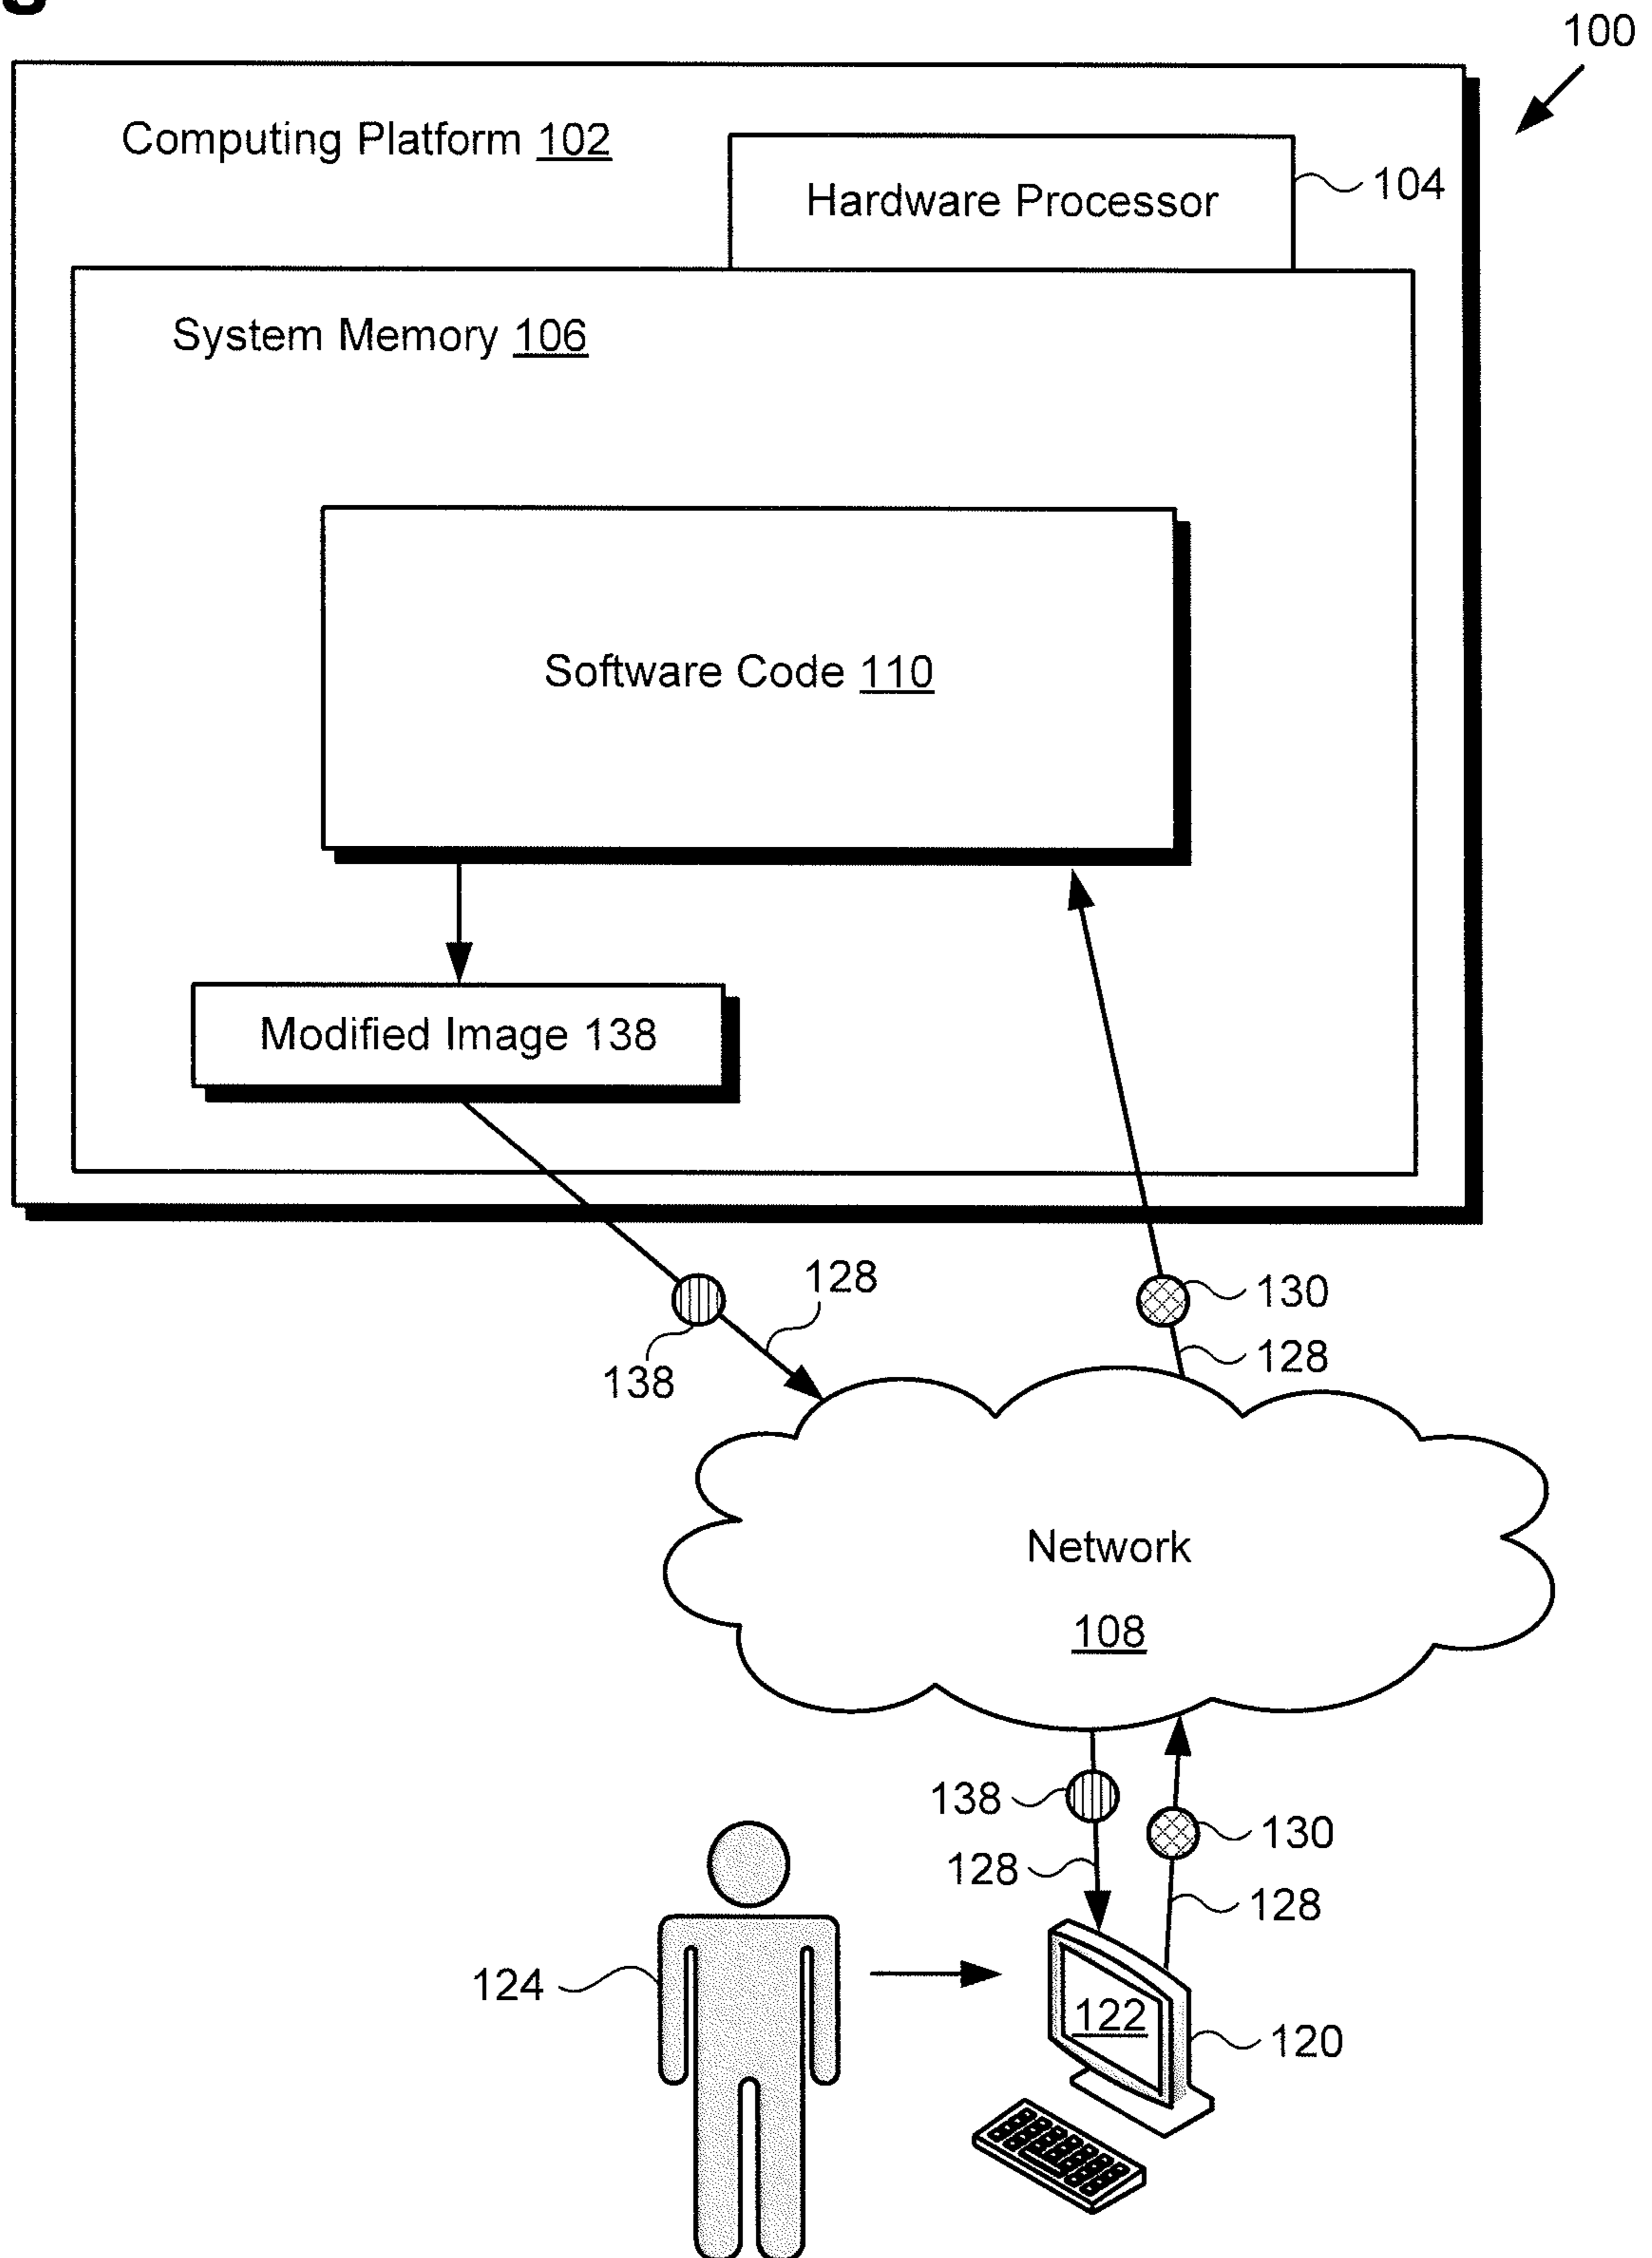 100
Computing Platform 102
Hardware Processor
104
System Memory 106
Software Code 110
Modified Image 138
128
130
138
128
Network
108
138
130
128
128
124
122
120